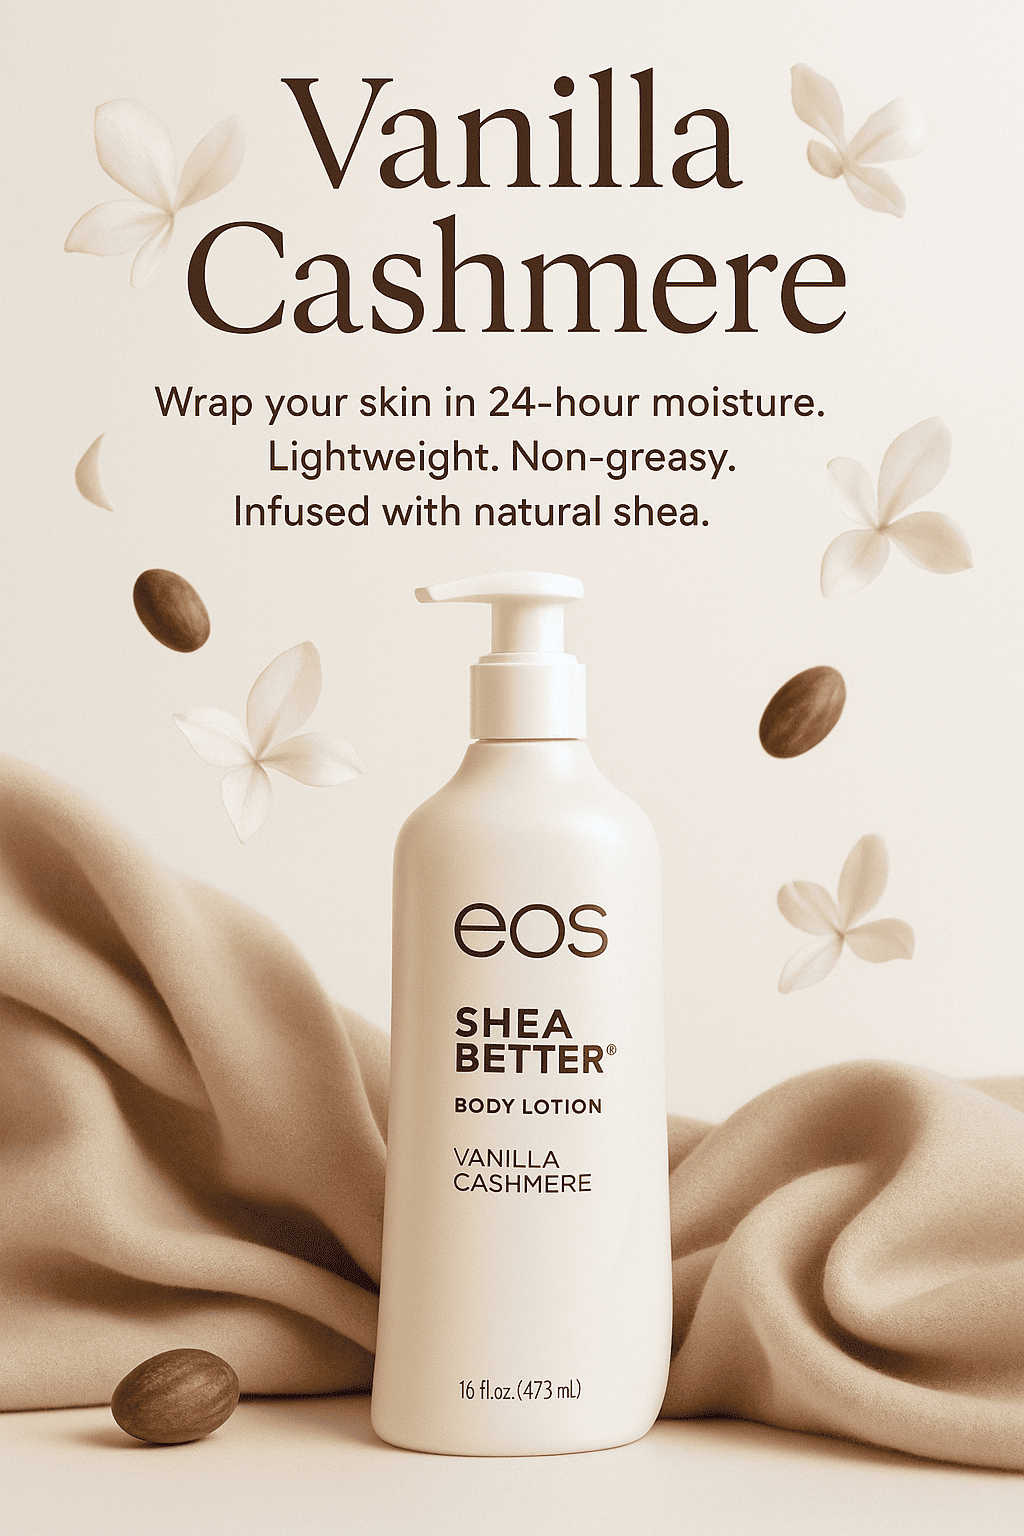 Vanilla
Cashmere
Wrap your skin in 24-hour moisture.
Lightweight. Non-greasy.
Infused with natural shea.
eos
SHEA
BETTER®
BODY LOTION
VANILLA
CASHMERE
16 fl.oz.(473 mL)